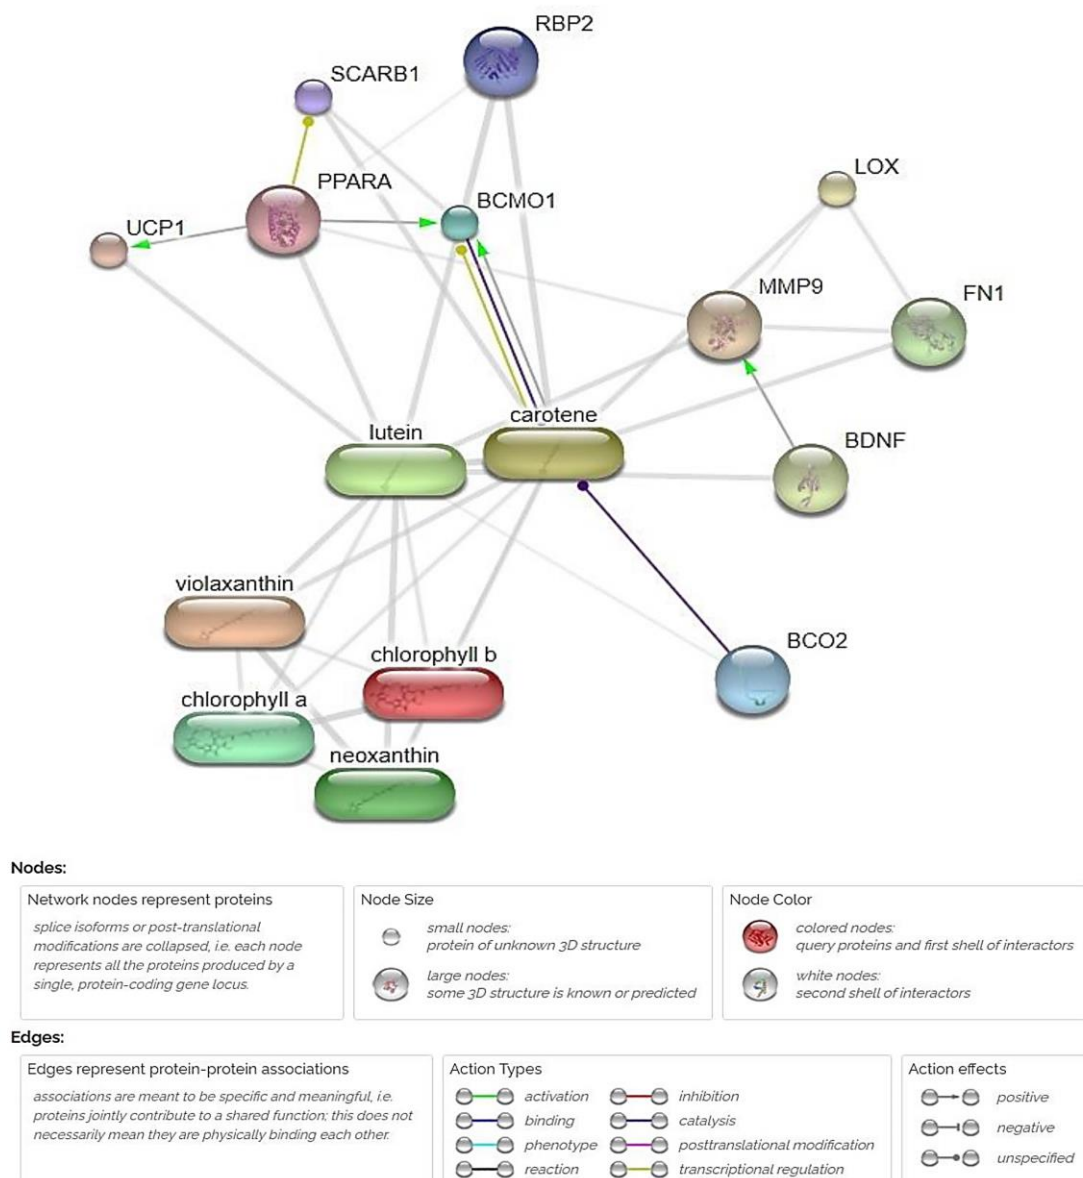 RBP2
SCARB1
LOX
PPARA
BCMO1
UCP1
MMP9
FN1
carotene
lutein
BDNF
violaxanthin
BCO2
chlorophyll b
chlorophyll a
neoxanthin
Nodes:
Network nodes represent proteins
splice isoforms or post-translational
modifications are collapsed, i.e. each node
represents all the proteins produced by a
single, protein-coding gene locus.
Node Size
small nodes:
protein of unknown 3D structure
large nodes:
some 3D structure is known or predicted
Node Color
colored nodes:
query proteins and first shell of interactors
white nodes:
second shell of interactors
Edges:
Edges represent protein-protein associations
associations are meant to be specific and meaningful, i.e.
proteins jointly contribute to a shared function; this does not
necessarily mean they are physically binding each other.
Action Types
activation
inhibition
binding
catalysis
phenotype
posttranslational modification
reaction
transcriptional regulation
Action effects
positive
negative
unspecified